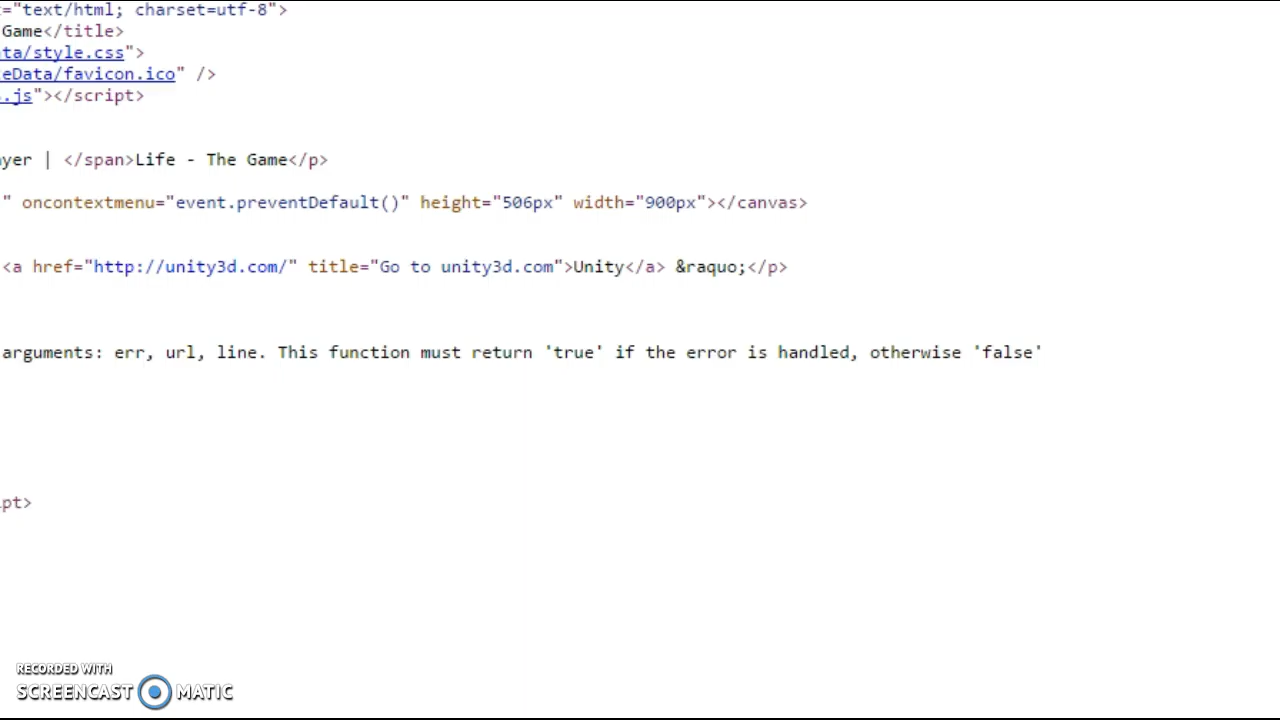 ="text/html; charset=utf-8">
Game</title>
ta/style.css">
eData/favicon.ico" />
.js"></script>
ayer | </span>Life - The Game</p>
" oncontextmenu="event.preventDefault()" height="506px" width="900px"></canvas>
<a href="http://unity3d.com/" title="Go to unity3d.com">Unity</a> &raquo;</p>
arguments: err, url, line. This function must return 'true' if the error is handled, otherwise 'false'
ipt>
RECORDED WITH
SCREENCAST MATIC